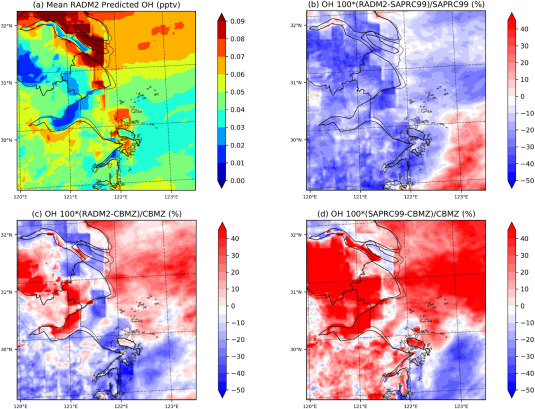 (a) Mean RADM2 Predicted OH (pptv)
32°N
31°N
30°N
120°E 121°E 122°E 123°E
0.09
0.08
0.07
0.06
0.05
0.04
0.03
0.02
0.01
0.00
(b) OH 100*(RADM2-SAPRC99)/SAPRC99 (%)
32°N
31°N
30°N
120°E 121°E 122°E 123°E
40
30
20
10
0
−10
−20
−30
−40
−50
(c) OH 100*(RADM2-CBMZ)/CBMZ (%)
32°N
31°N
30°N
120°E 121°E 122°E 123°E
40
30
20
10
0
−10
−20
−30
−40
−50
(d) OH 100*(SAPRC99-CBMZ)/CBMZ (%)
32°N
31°N
30°N
120°E 121°E 122°E 123°E
40
30
20
10
0
−10
−20
−30
−40
−50